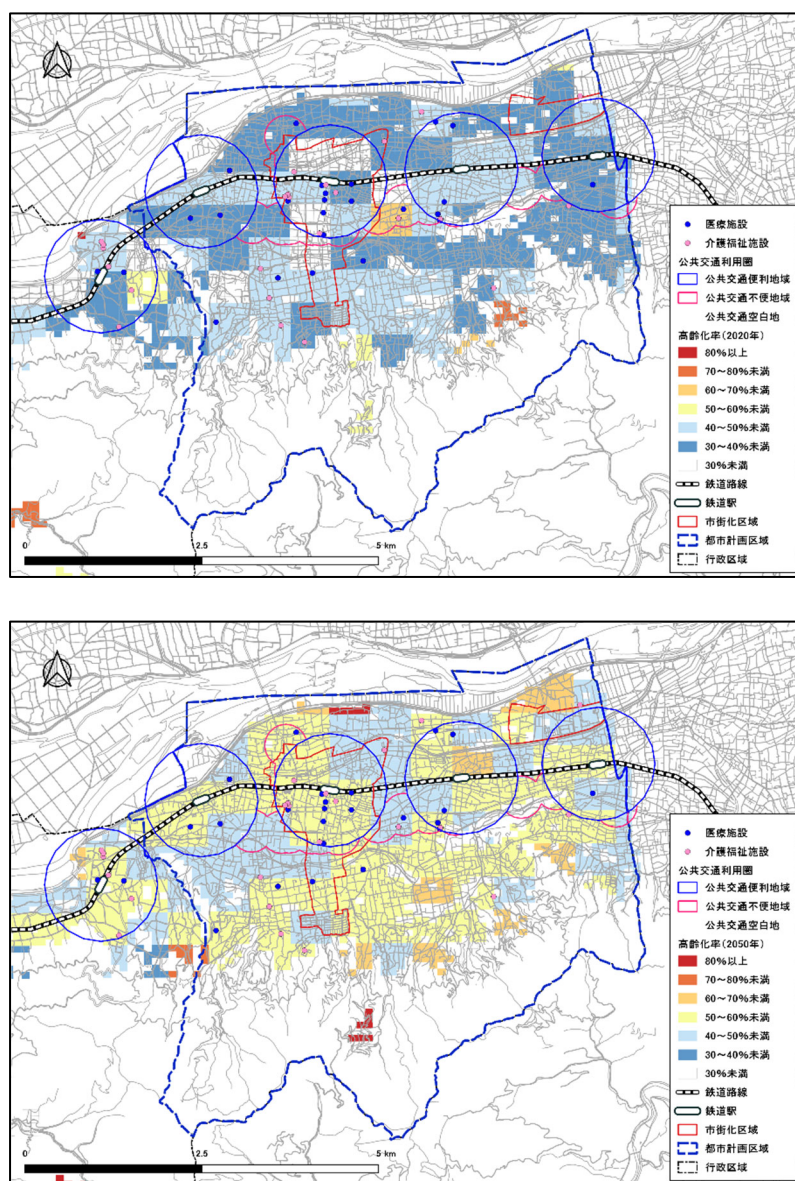 医療施設
介護福祉施設
公共交通利用圏
公共交通便利地域
公共交通不便地域
公共交通空白地
高齢化率(2020年)
80%以上
70～80%未満
60～70%未満
50～60%未満
40～50%未満
30～40%未満
30%未満
鉄道路線
鉄道駅
市街化区域
都市計画区域
行政区域
0 2.5 5 km
医療施設
介護福祉施設
公共交通利用圏
公共交通便利地域
公共交通不便地域
公共交通空白地
高齢化率(2050年)
80%以上
70～80%未満
60～70%未満
50～60%未満
40～50%未満
30～40%未満
30%未満
鉄道路線
鉄道駅
市街化区域
都市計画区域
行政区域
0 2.5 5 km